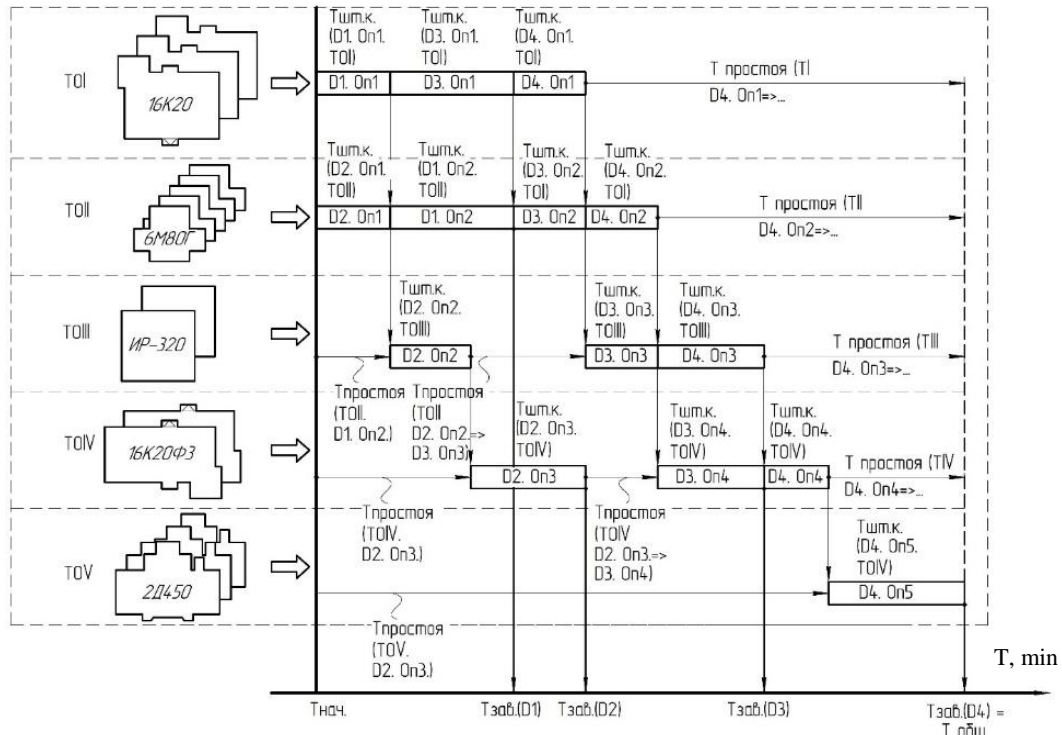 Тшт.к.
(D1. Оп1.
ТОI)
Тшт.к.
(D3. Оп1.
ТОI)
Тшт.к.
(D4. Оп1.
ТОI)
ТОI
16К20
D1. Оп1
D3. Оп1
D4. Оп1
Т простоя (ТI
D4. Оп1=>...
Тшт.к.
(D2. Оп1.
ТОII)
Тшт.к.
(D1. Оп2.
ТОII)
Тшт.к.
(D3. Оп2.
ТОI)
Тшт.к.
(D4. Оп2.
ТОI)
ТОII
6М80Г
D2. Оп1
D1. Оп2
D3. Оп2
D4. Оп2
Т простоя (ТII
D4. Оп2=>...
Тшт.к.
(D2. Оп2.
ТОIII)
Тшт.к.
(D3. Оп3.
ТОIII)
Тшт.к.
(D4. Оп3.
ТОIII)
ТОIII
ИР-320
D2. Оп2
D3. Оп3
D4. Оп3
Т простоя (ТIII
D4. Оп3=>...
Тпростоя
(ТОII.
D1. Оп2.)
Тпростоя
(ТОII
D2. Оп2.=>
D3. Оп3)
Тшт.к.
(D2. Оп3.
ТОIV)
Тшт.к.
(D3. Оп4.
ТОIV)
Тшт.к.
(D4. Оп4.
ТОIV)
ТОIV
16К20Ф3
D2. Оп3
D3. Оп4
D4. Оп4
Т простоя (ТIV
D4. Оп4=>...
Тпростоя
(ТОIV.
D2. Оп3.)
Тпростоя
(ТОIV
D2. Оп3.=>
D3. Оп4)
Тшт.к.
(D4. Оп5.
ТОIV)
ТОV
2Д450
D4. Оп5
Тпростоя
(ТОV.
D2. Оп3.)
T, min
Тнач.
Тзав.(D1)
Тзав.(D2)
Тзав.(D3)
Тзав.(D4) =
Т общ